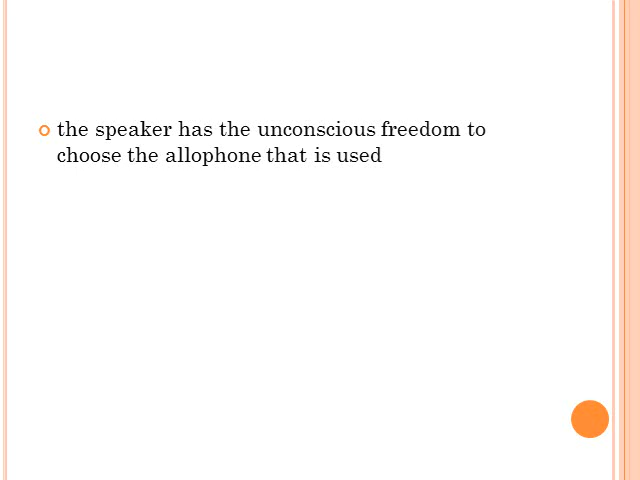 the speaker has the unconscious freedom to
choose the allophone that is used